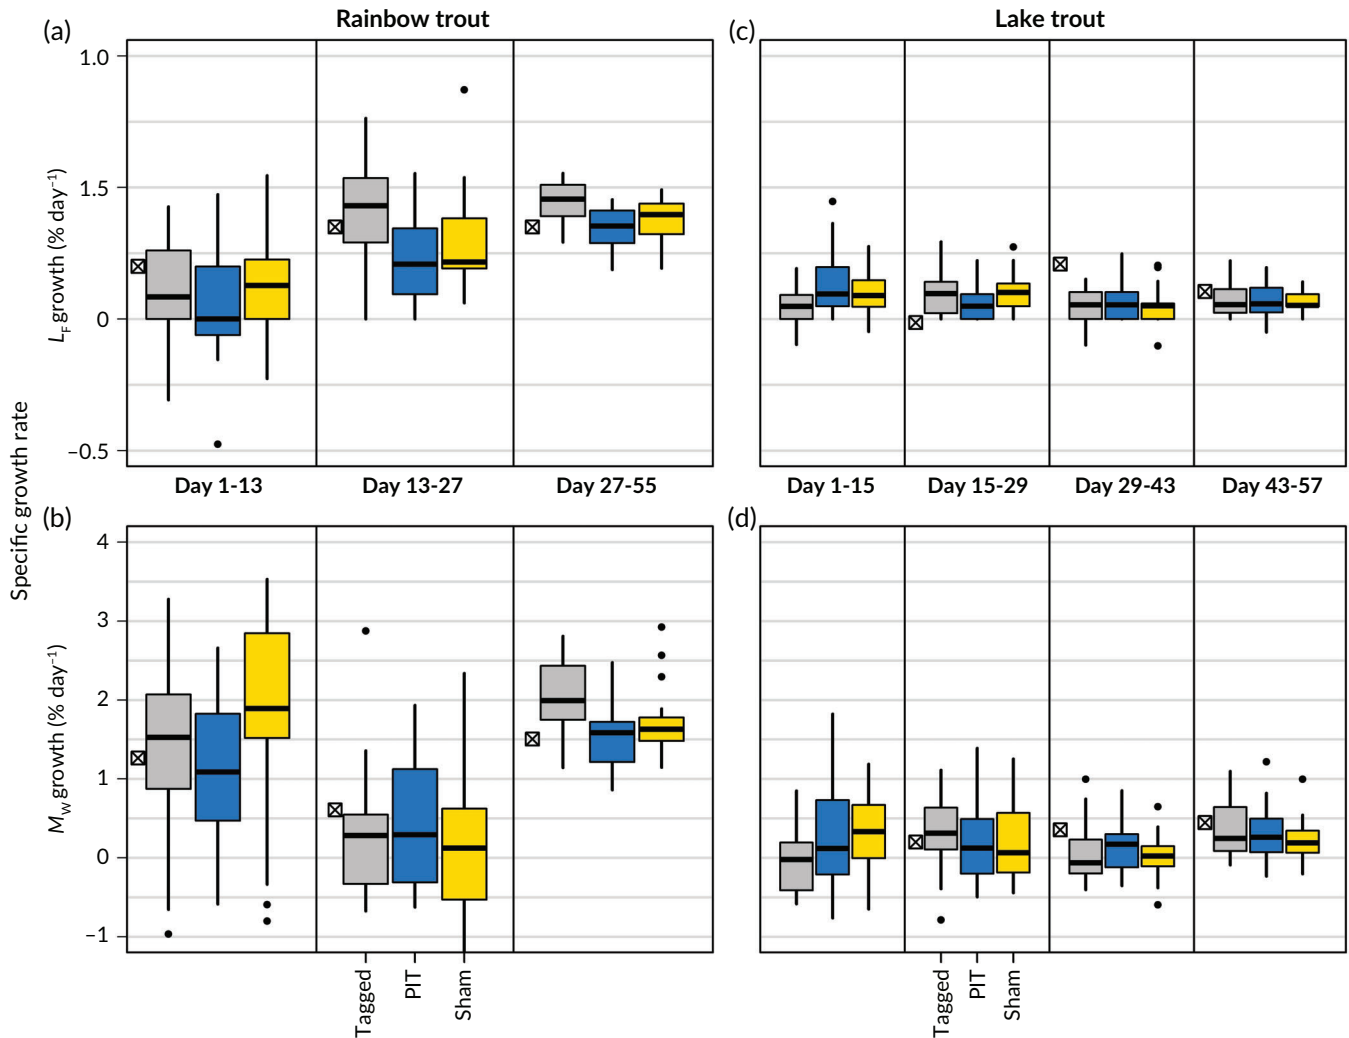 Rainbow trout
Lake trout
(a)
(c)
1.0
1.5
0
−0.5
LF growth (% day−1)
Day 1-13
Day 13-27
Day 27-55
Day 1-15
Day 15-29
Day 29-43
Day 43-57
Specific growth rate
(b)
(d)
4
3
2
1
0
−1
MW growth (% day−1)
Tagged
PIT
Sham
Tagged
PIT
Sham